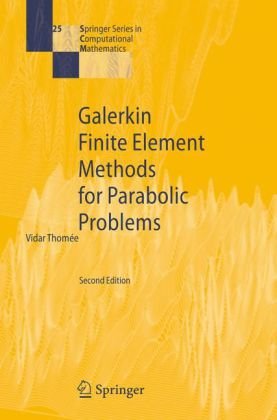 25
Springer Series in
Computational
Mathematics
Galerkin
Finite Element
Methods
for Parabolic
Problems
Vidar Thomée
Second Edition
Springer